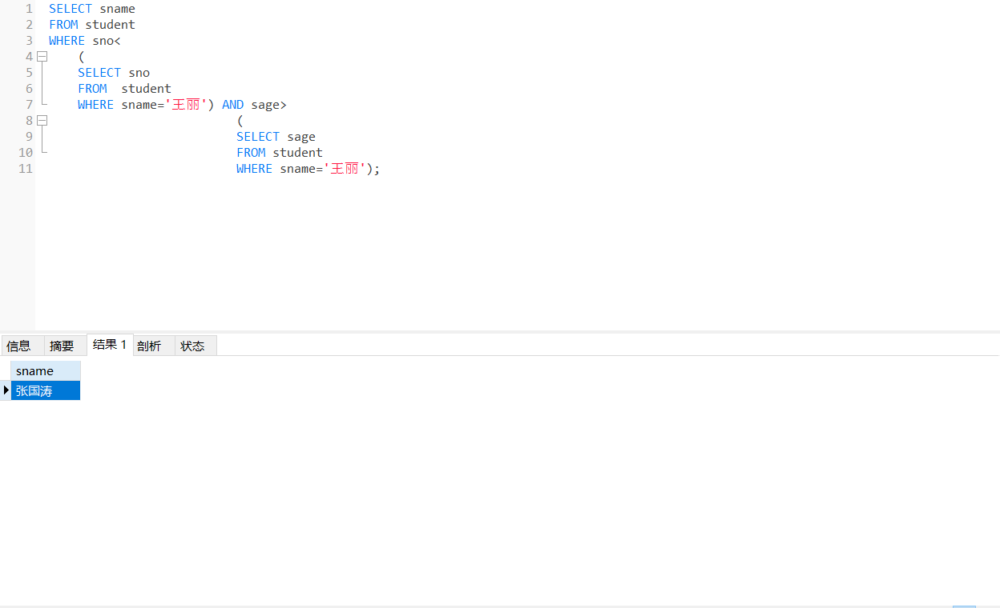 1 SELECT sname
2 FROM student
3 WHERE sno<
4 (
5 SELECT sno
6 FROM  student
7 WHERE sname='王丽') AND sage>
8 (
9 SELECT sage
10 FROM student
11 WHERE sname='王丽');
信息 摘要 结果 1 剖析 状态
sname
张国涛